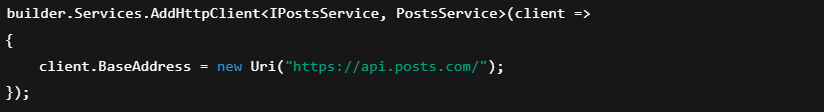 builder.Services.AddHttpClient<IPostsService, PostsService>(client =>
{
    client.BaseAddress = new Uri("https://api.posts.com/");
});